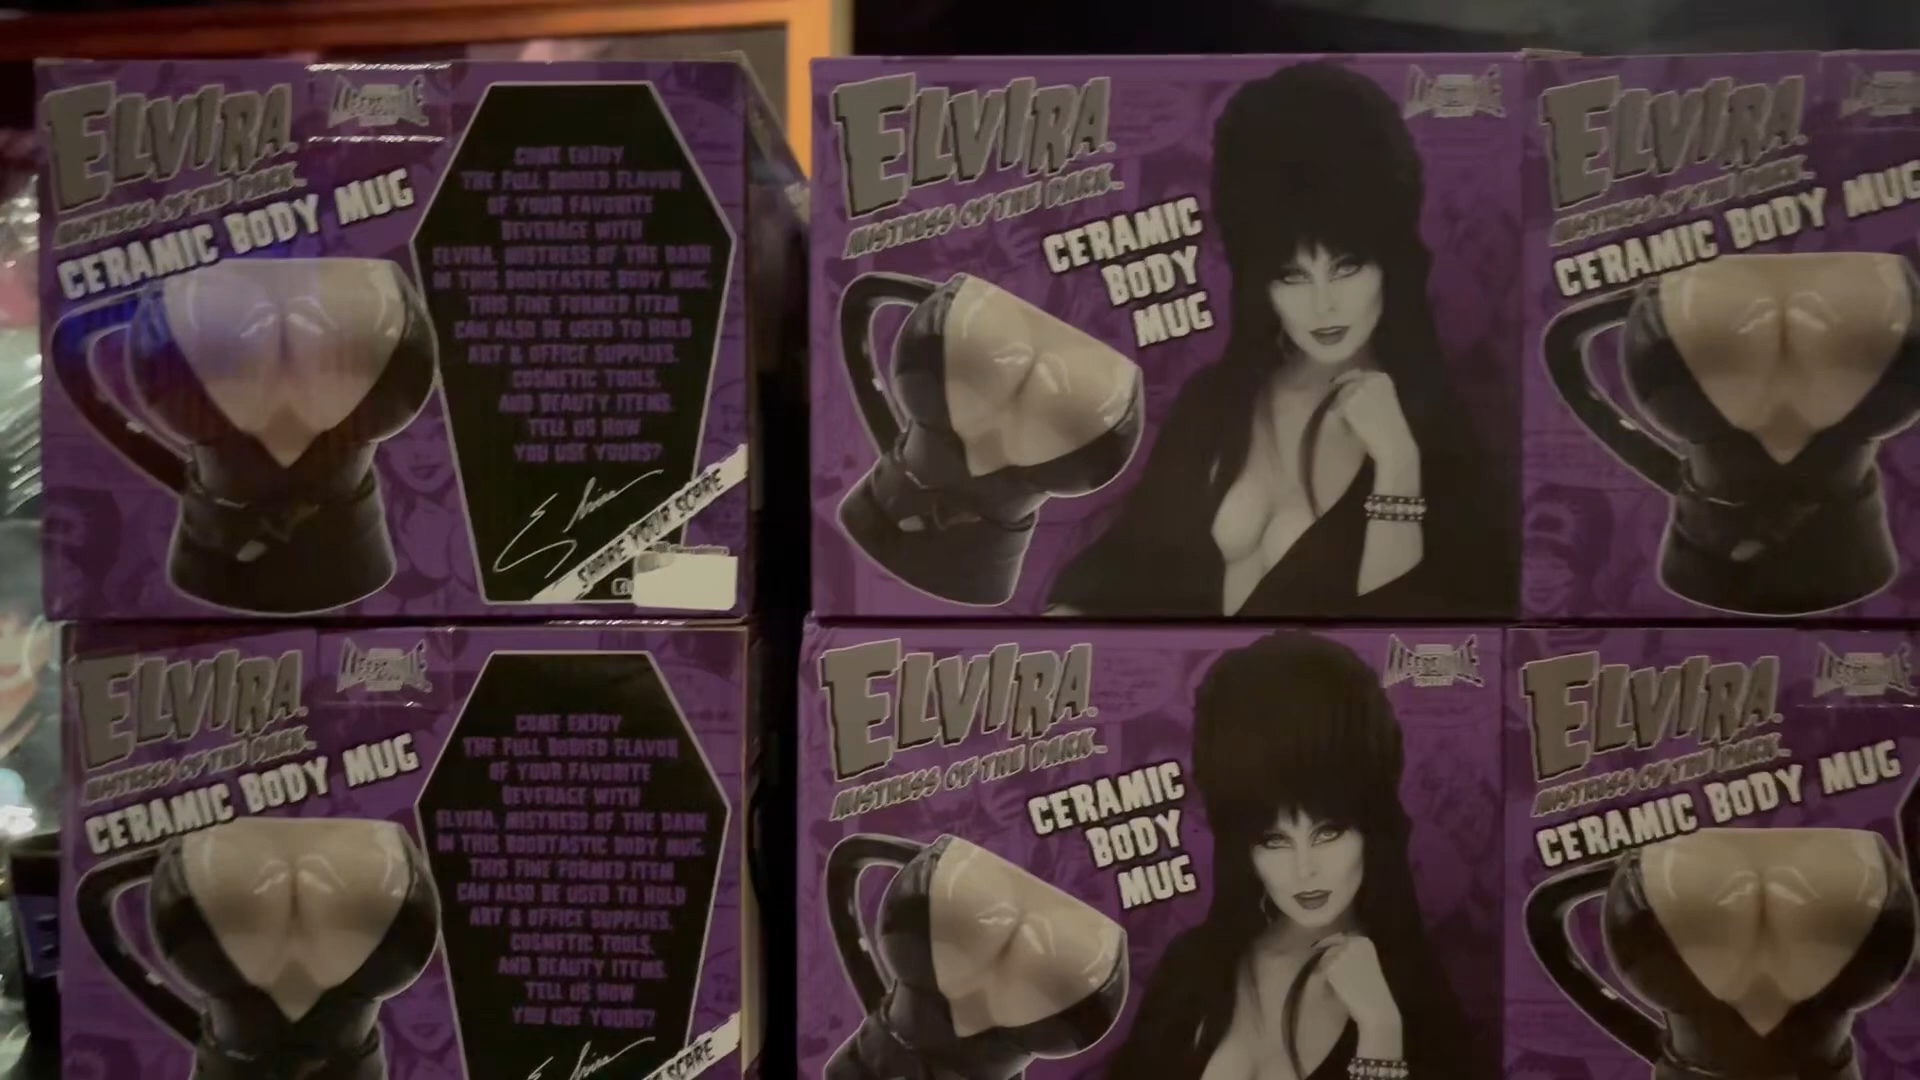 ELVIRA
MISTRESS OF THE DARK
CERAMIC BODY MUG
COME ENJOY
THE FULL BODIED FLAVOR
OF YOUR FAVORITE
BEVERAGE WITH
ELVIRA, MISTRESS OF THE DARK
IN THIS BOOBTASTIC BODY MUG.
THIS FINE FORMED ITEM
CAN ALSO BE USED TO HOLD
ART & OFFICE SUPPLIES,
COSMETIC TOOLS,
AND BEAUTY ITEMS.
TELL US HOW
YOU USE YOURS?
Elvira
SHARE YOUR SCARE
ELVIRA
MISTRESS OF THE DARK
CERAMIC
BODY
MUG
ELVIRA
MISTRESS OF THE DARK
CERAMIC BODY MUG
ELVIRA
MISTRESS OF THE DARK
CERAMIC BODY MUG
COME ENJOY
THE FULL BODIED FLAVOR
OF YOUR FAVORITE
BEVERAGE WITH
ELVIRA, MISTRESS OF THE DARK
IN THIS BOOBTASTIC BODY MUG.
THIS FINE FORMED ITEM
CAN ALSO BE USED TO HOLD
ART & OFFICE SUPPLIES,
COSMETIC TOOLS,
AND BEAUTY ITEMS.
TELL US HOW
YOU USE YOURS?
Elvira
SCARE
ELVIRA
MISTRESS OF THE DARK
CERAMIC
BODY
MUG
ELVIRA
MISTRESS OF THE DARK
CERAMIC BODY MUG